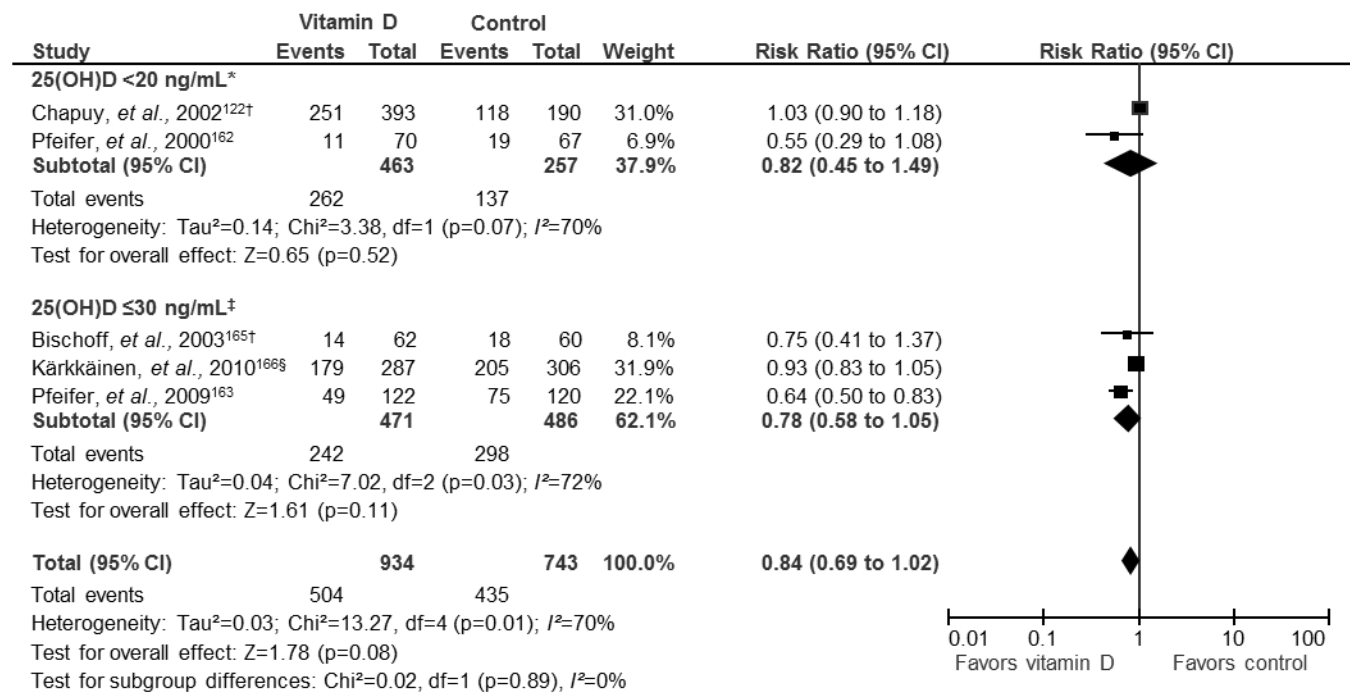 Vitamin D Control
Study Events Total Events Total Weight Risk Ratio (95% CI) Risk Ratio (95% CI)
25(OH)D <20 ng/mL*
Chapuy, et al., 2002¹²²† 251 393 118 190 31.0% 1.03 (0.90 to 1.18)
Pfeifer, et al., 2000¹⁶² 11 70 19 67 6.9% 0.55 (0.29 to 1.08)
Subtotal (95% CI) 463 257 37.9% 0.82 (0.45 to 1.49)
Total events 262 137
Heterogeneity: Tau²=0.14; Chi²=3.38, df=1 (p=0.07); I²=70%
Test for overall effect: Z=0.65 (p=0.52)
25(OH)D ≤30 ng/mL‡
Bischoff, et al., 2003¹⁶⁵† 14 62 18 60 8.1% 0.75 (0.41 to 1.37)
Kärkkäinen, et al., 2010¹⁶⁶§ 179 287 205 306 31.9% 0.93 (0.83 to 1.05)
Pfeifer, et al., 2009¹⁶³ 49 122 75 120 22.1% 0.64 (0.50 to 0.83)
Subtotal (95% CI) 471 486 62.1% 0.78 (0.58 to 1.05)
Total events 242 298
Heterogeneity: Tau²=0.04; Chi²=7.02, df=2 (p=0.03); I²=72%
Test for overall effect: Z=1.61 (p=0.11)
Total (95% CI) 934 743 100.0% 0.84 (0.69 to 1.02)
Total events 504 435
Heterogeneity: Tau²=0.03; Chi²=13.27, df=4 (p=0.01); I²=70%
Test for overall effect: Z=1.78 (p=0.08)
Test for subgroup differences: Chi²=0.02, df=1 (p=0.89), I²=0%
0.01 0.1 1 10 100
Favors vitamin D Favors control